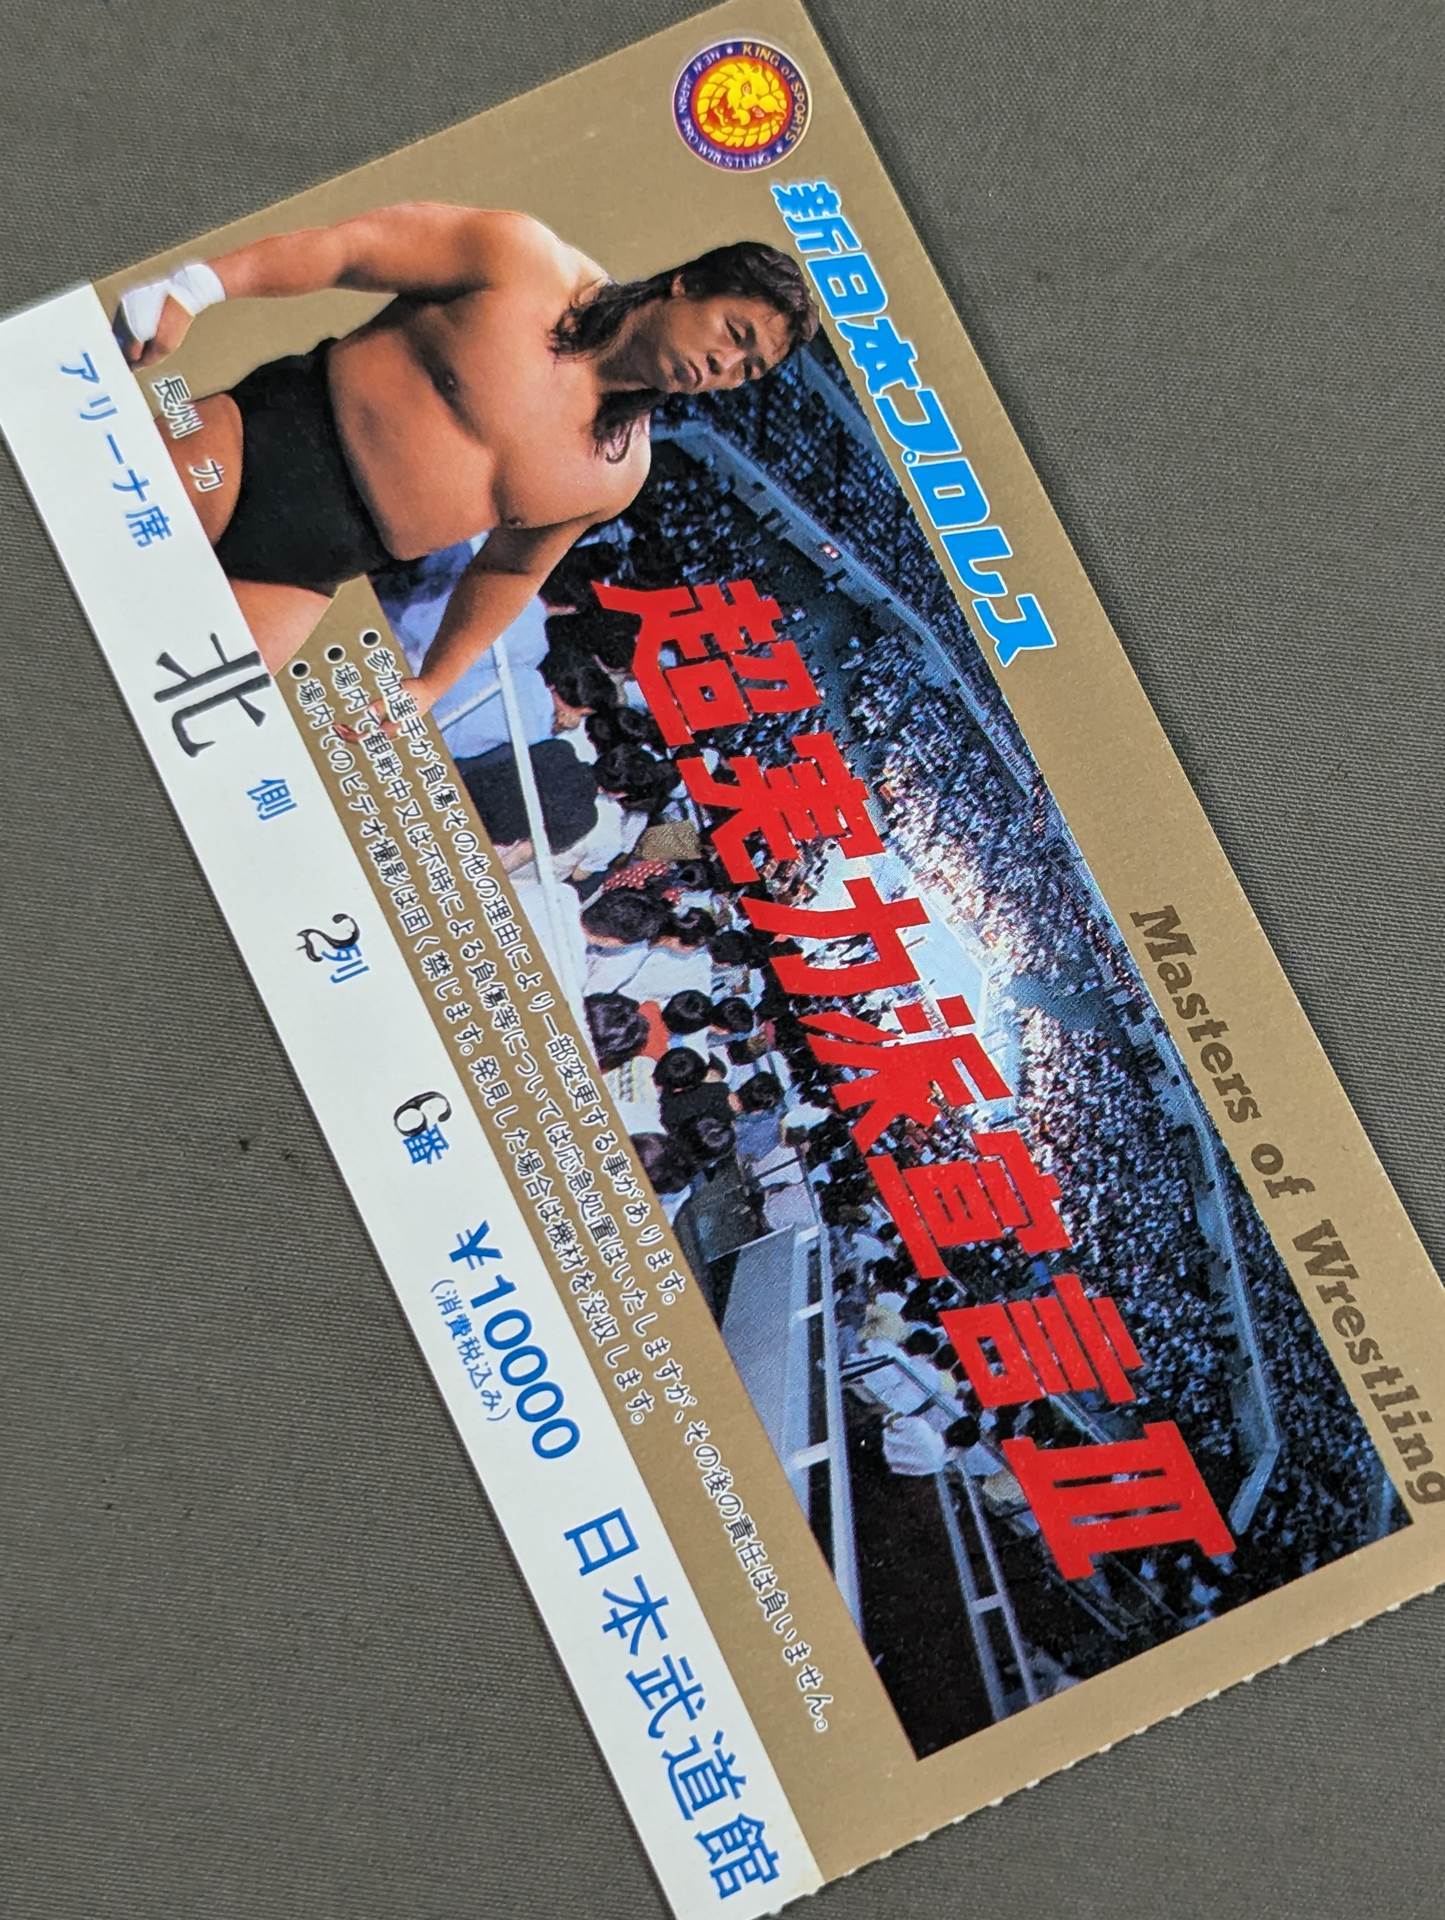 NEW JAPAN PRO WRESTLING • KING of SPORTS •
新日本プロレス
Masters of Wrestling
超実力派宣言III
長州 力
●参加選手が負傷その他の理由により一部変更する事があります。
●場内で観戦中又は不時による負傷等については応急処置はいたしますが、その後の責任は負いません。
●場内でのビデオ撮影は固く禁じます。発見した場合は機材を没収します。
アリーナ席 北側 2列 6番 ¥10000 日本武道館
(消費税込み)